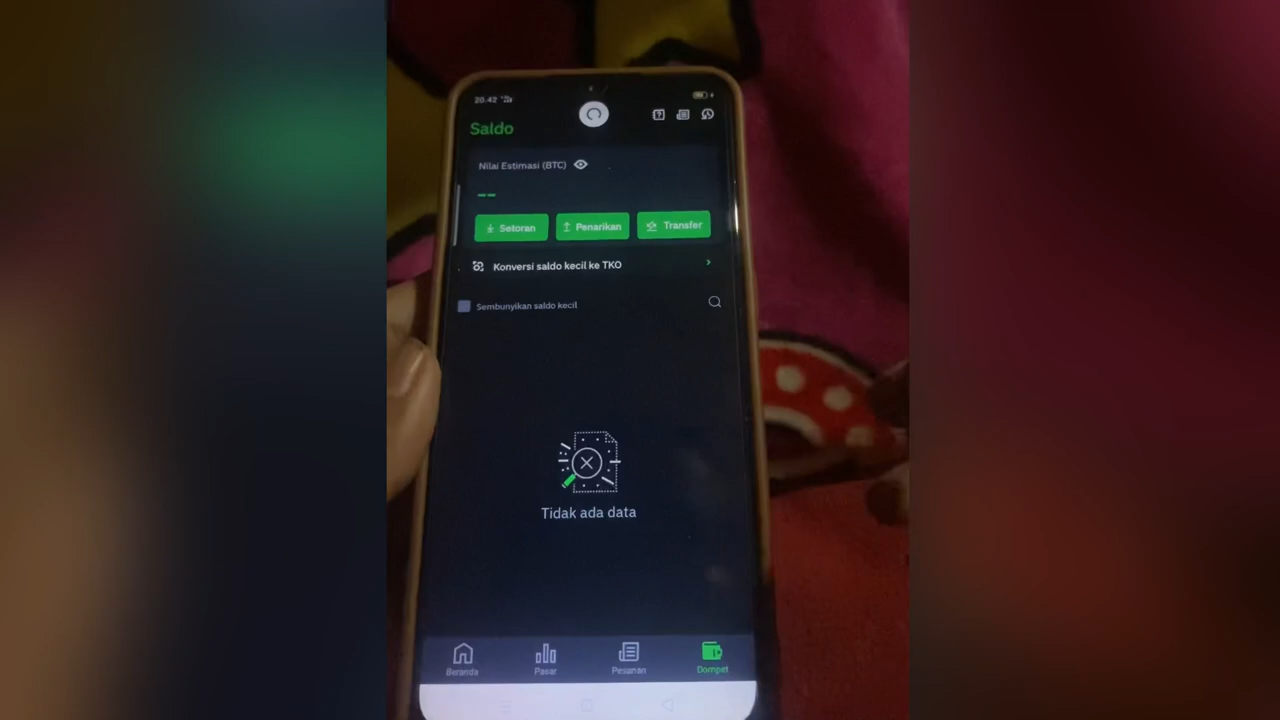 20.42
Saldo
Nilai Estimasi (BTC)
--
Setoran
Penarikan
Transfer
Konversi saldo kecil ke TKO
Sembunyikan saldo kecil
Tidak ada data
Beranda
Pasar
Pesanan
Dompet